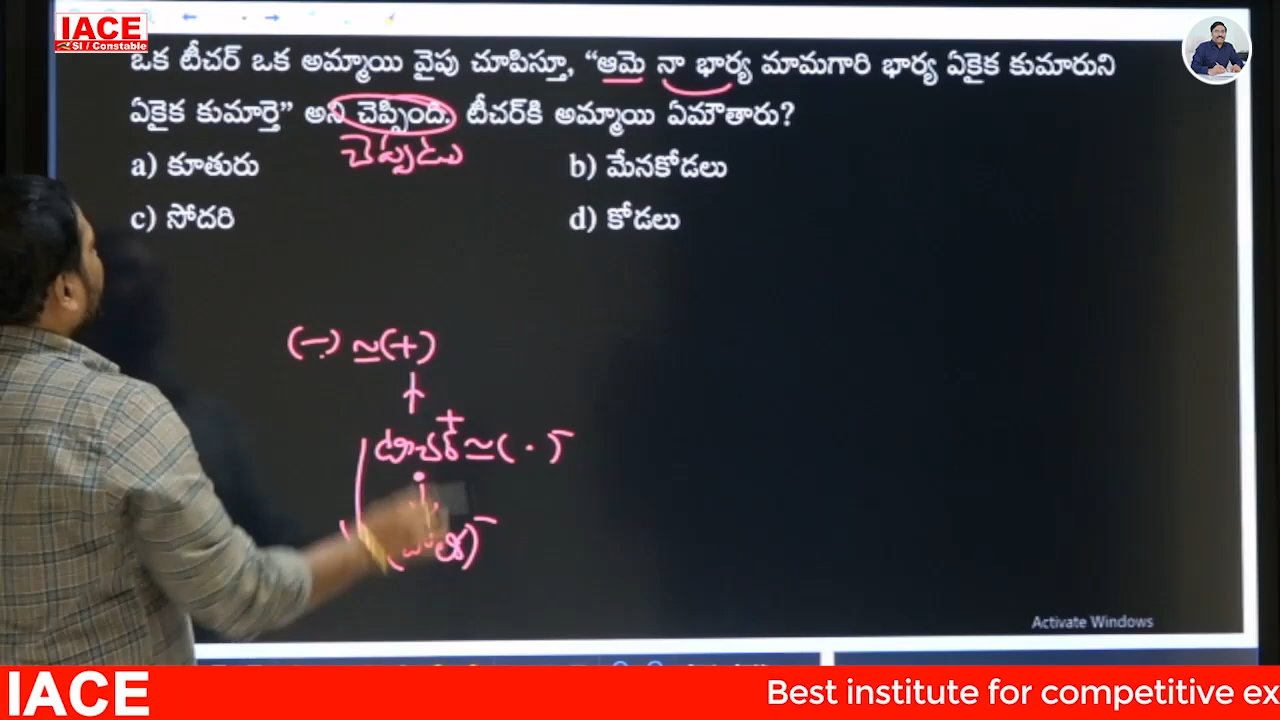 IACE
SI / Constable
ఒక టీచర్ ఒక అమ్మాయి వైపు చూపిస్తూ, “ఆమె నా భార్య మామగారి భార్య ఏకైక కుమారుని
ఏకైక కుమార్తె” అని చెప్పింది. టీచర్‌కి అమ్మాయి ఏమౌతారు?
చెప్పడు
a) కూతురు
b) మేనకోడలు
c) సోదరి
d) కోడలు
(-) ≃(+)
+
టీచర్ ≃( . )-
Activate Windows
IACE
Best institute for competitive ex